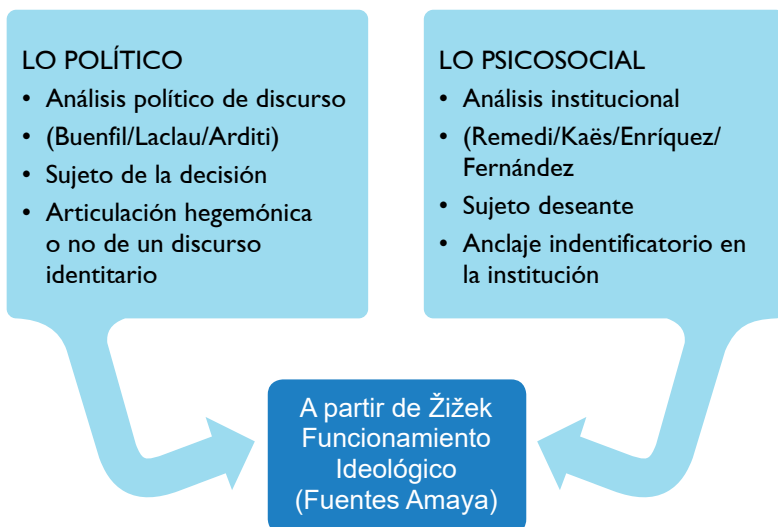 LO POLÍTICO
• Análisis político de discurso
• (Buenfil/Laclau/Arditi)
• Sujeto de la decisión
• Articulación hegemónica
o no de un discurso
identitario
LO PSICOSOCIAL
• Análisis institucional
• (Remedi/Kaës/Enríquez/
Fernández
• Sujeto deseante
• Anclaje indentificatorio en
la institución
A partir de Žižek
Funcionamiento
Ideológico
(Fuentes Amaya)